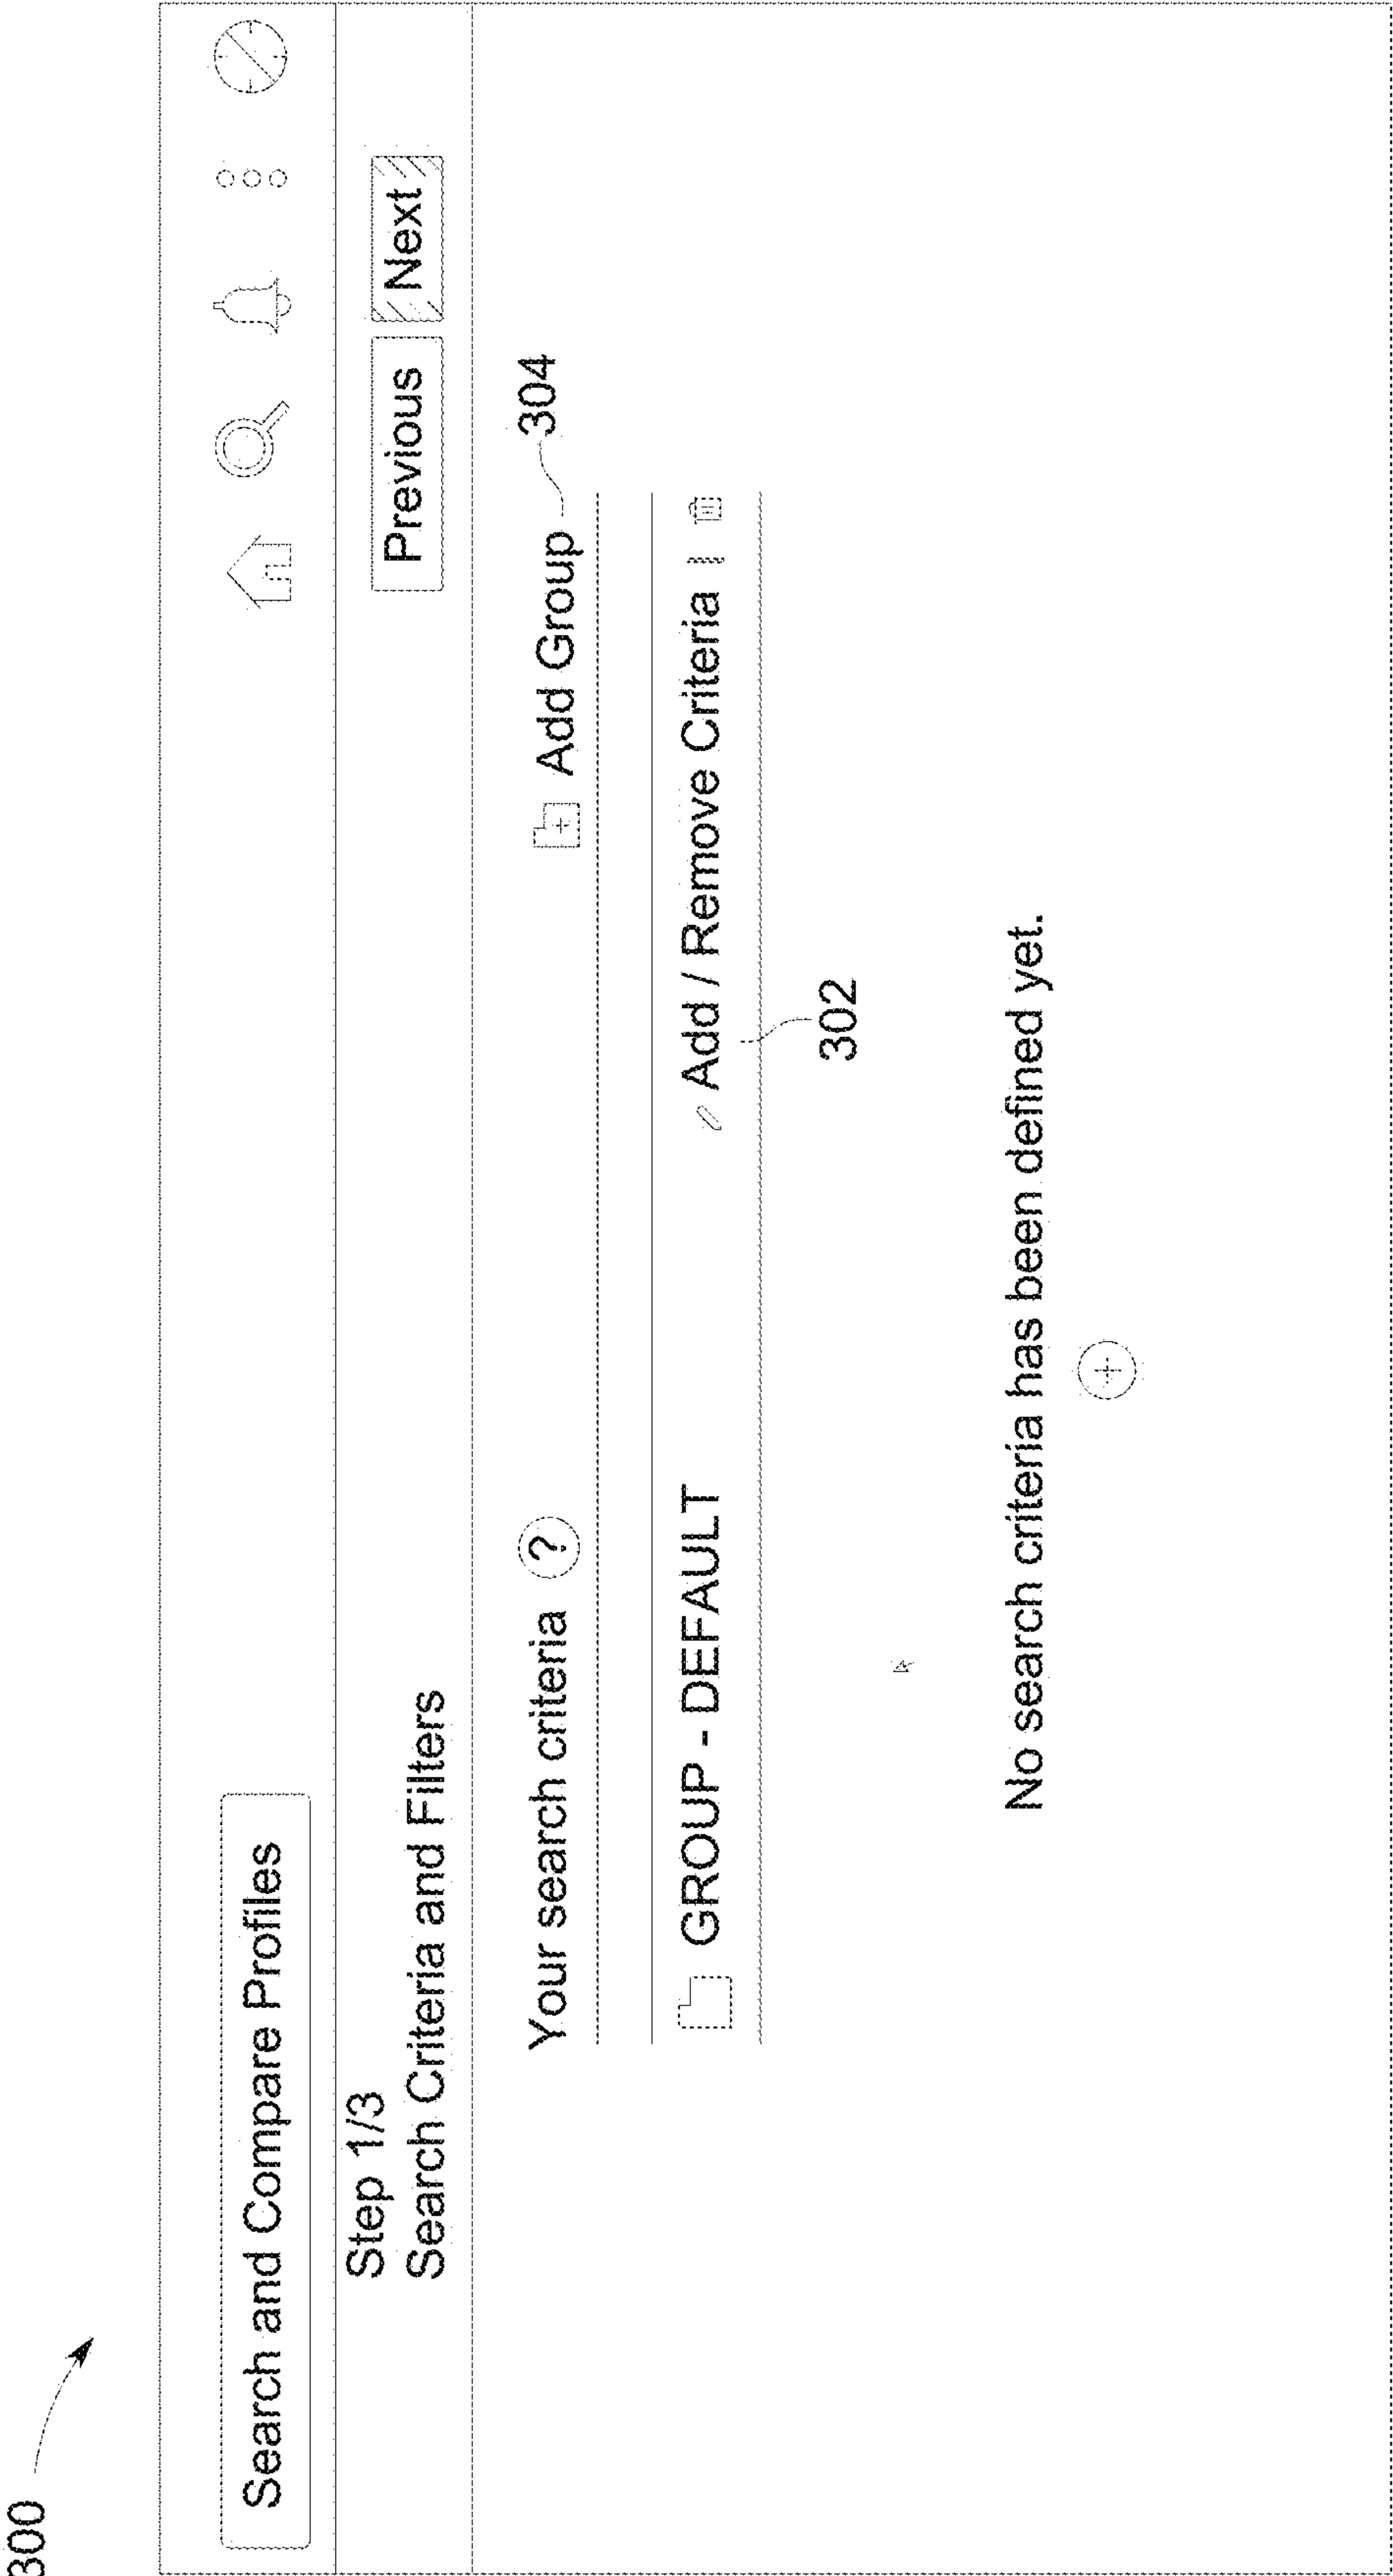 300
Search and Compare Profiles
Step 1/3
Search Criteria and Filters
Previous
Next
Your search criteria ?
Add Group
304
GROUP - DEFAULT
Add / Remove Criteria
302
No search criteria has been defined yet.